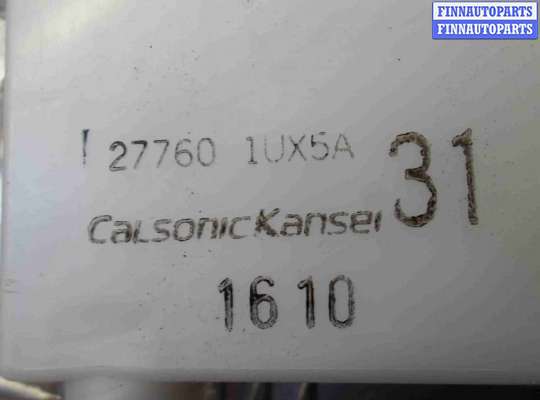 FINNAUTOPARTS
FINNAUTOPARTS
27760 1UX5A
31
CaLsonicKansei
1610